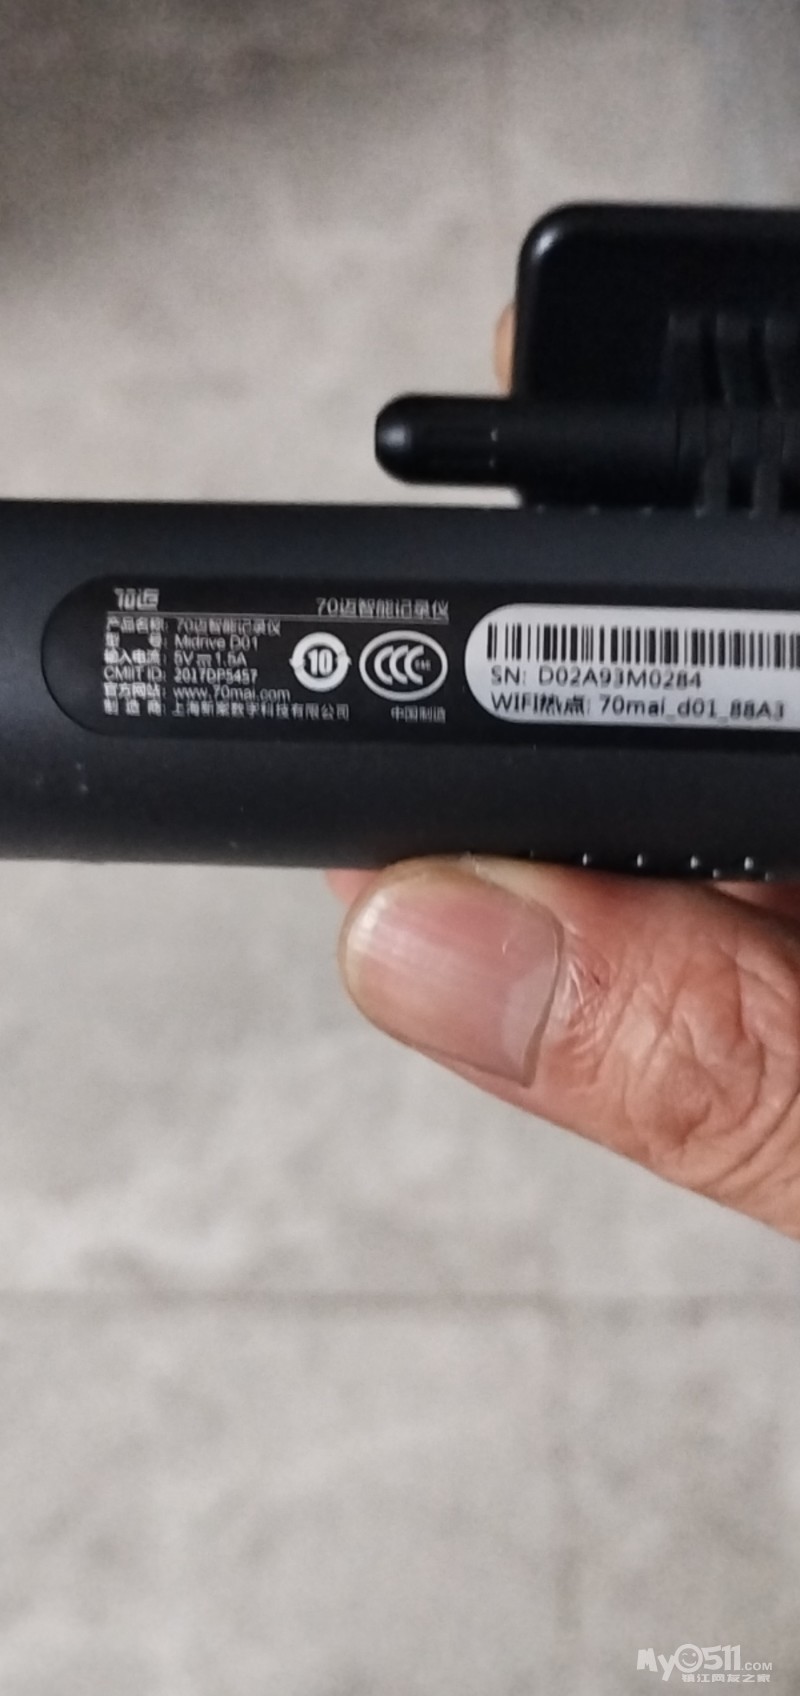 70迈
70迈智能记录仪
产品名称: 70迈智能记录仪
型 号: Midrive D01
输入电流: 5V⎓1.5A
CMIIT ID: 2017DP5457
官方网站: www.70mai.com
制 造 商: 上海新案数字科技有限公司
10
CCC
中国制造
SN: D02A93M0284
WIFI热点: 70mai_d01_88A3
My0511.COM
镇江网友之家